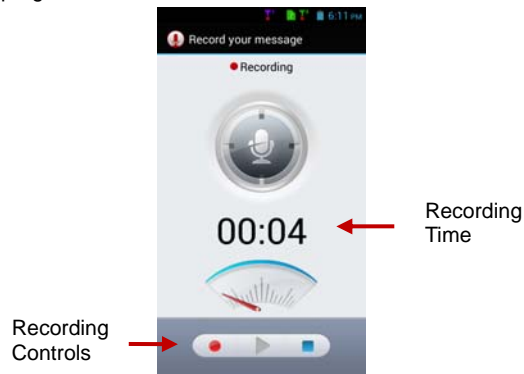 6:11 PM
Record your message
Recording
00:04
Recording
Time
Recording
Controls